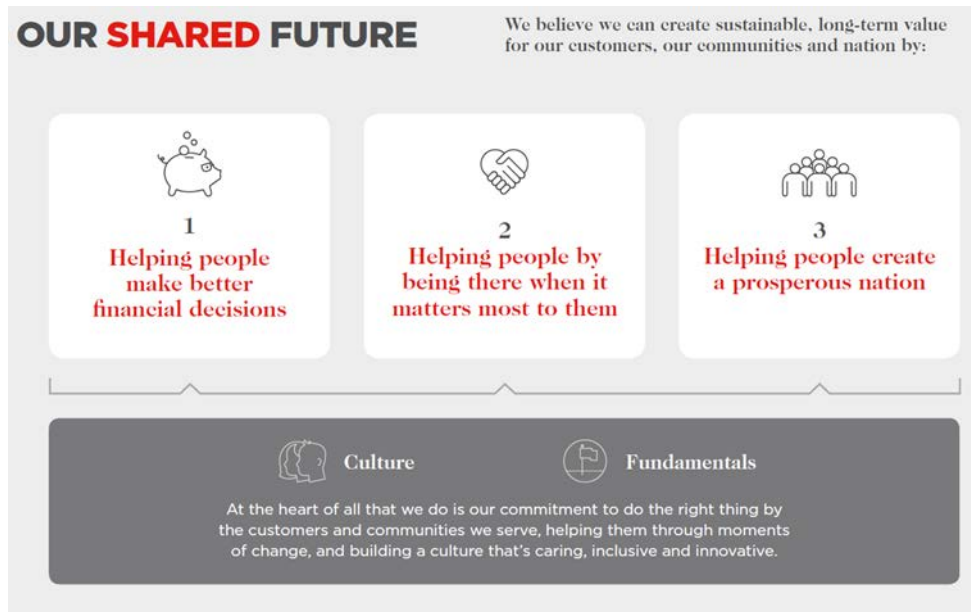 OUR SHARED FUTURE
We believe we can create sustainable, long-term value
for our customers, our communities and nation by:
1
Helping people
make better
financial decisions
2
Helping people by
being there when it
matters most to them
3
Helping people create
a prosperous nation
Culture
Fundamentals
At the heart of all that we do is our commitment to do the right thing by
the customers and communities we serve, helping them through moments
of change, and building a culture that's caring, inclusive and innovative.